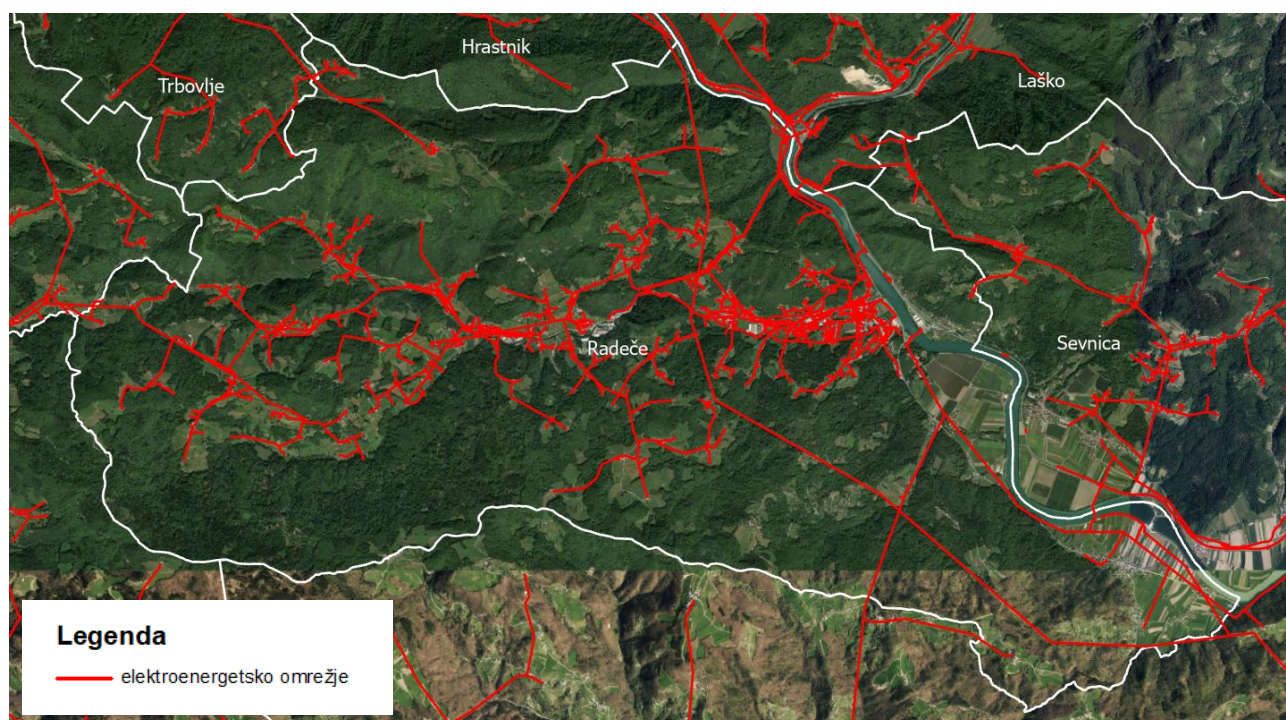 Hrastnik
Trbovlje
Laško
Radeče
Sevnica
Legenda
elektroenergetsko omrežje